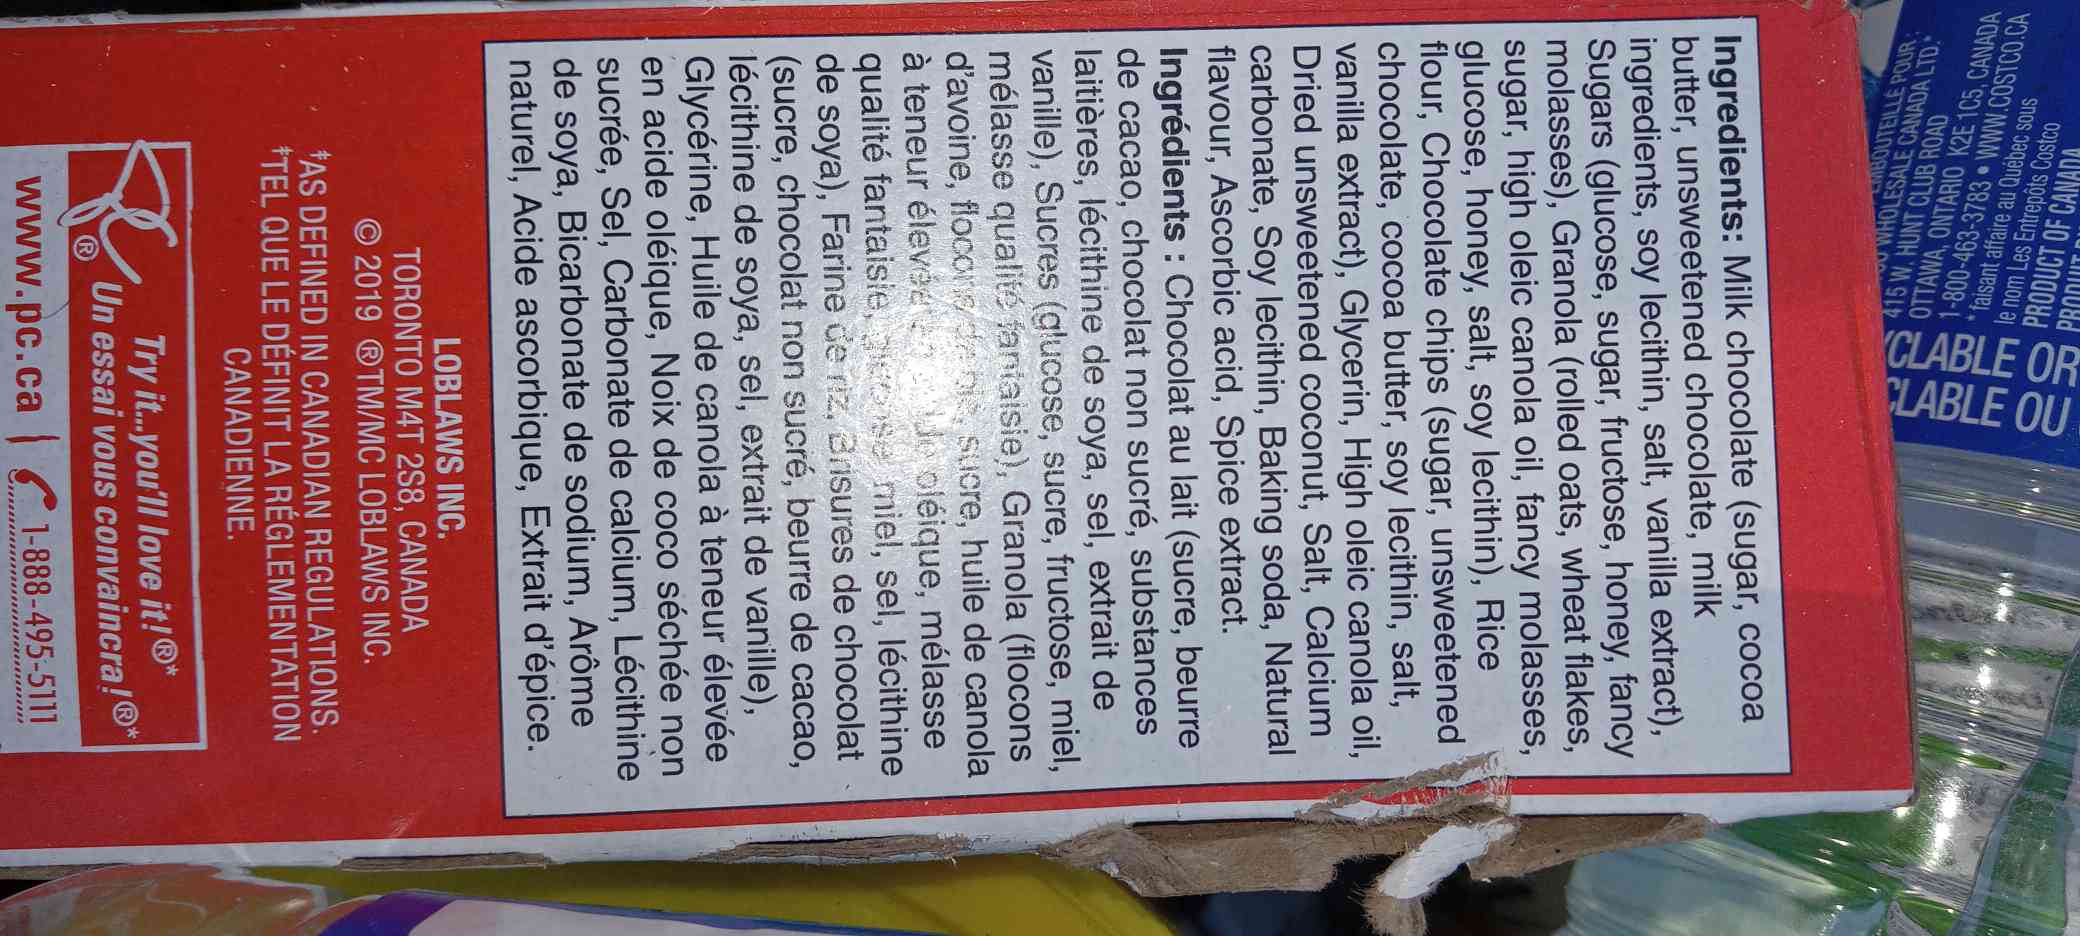 Ingredients: Milk chocolate (sugar, cocoa
butter, unsweetened chocolate, milk
ingredients, soy lecithin, salt, vanilla extract),
Sugars (glucose, sugar, fructose, honey, fancy
molasses), Granola (rolled oats, wheat flakes,
sugar, high oleic canola oil, fancy molasses,
glucose, honey, salt, soy lecithin), Rice
flour, Chocolate chips (sugar, unsweetened
chocolate, cocoa butter, soy lecithin, salt,
vanilla extract), Glycerin, High oleic canola oil,
Dried unsweetened coconut, Salt, Calcium
carbonate, Soy lecithin, Baking soda, Natural
flavour, Ascorbic acid, Spice extract.
Ingrédients : Chocolat au lait (sucre, beurre
de cacao, chocolat non sucré, substances
laitières, lécithine de soya, sel, extrait de
vanille), Sucres (glucose, sucre, fructose, miel,
mélasse qualité fantaisie), Granola (flocons
d'avoine, flocons de blé, sucre, huile de canola
à teneur élevée en acide oléique, mélasse
qualité fantaisie, glucose, miel, sel, lécithine
de soya), Farine de riz, Brisures de chocolat
(sucre, chocolat non sucré, beurre de cacao,
lécithine de soya, sel, extrait de vanille),
Glycérine, Huile de canola à teneur élevée
en acide oléique, Noix de coco séchée non
sucrée, Sel, Carbonate de calcium, Lécithine
de soya, Bicarbonate de sodium, Arôme
naturel, Acide ascorbique, Extrait d'épice.
LOBLAWS INC.
TORONTO M4T 2S8, CANADA
© 2019 ®TM/MC LOBLAWS INC.
‡AS DEFINED IN CANADIAN REGULATIONS.
‡TEL QUE LE DÉFINIT LA RÉGLEMENTATION
CANADIENNE.
PC® Try it...you'll love it!®*
Un essai vous convaincra!®*
www.pc.ca | 1-888-495-5111
WHOLESALE CANADA LTD.*
415 W. HUNT CLUB ROAD
OTTAWA, ONTARIO K2E 1C5, CANADA
1-800-463-3783 • WWW.COSTCO.CA
* faisant affaire au Québec sous
le nom Les Entrepôts Costco
PRODUCT OF CANADA
CLABLE OR
CLABLE OU